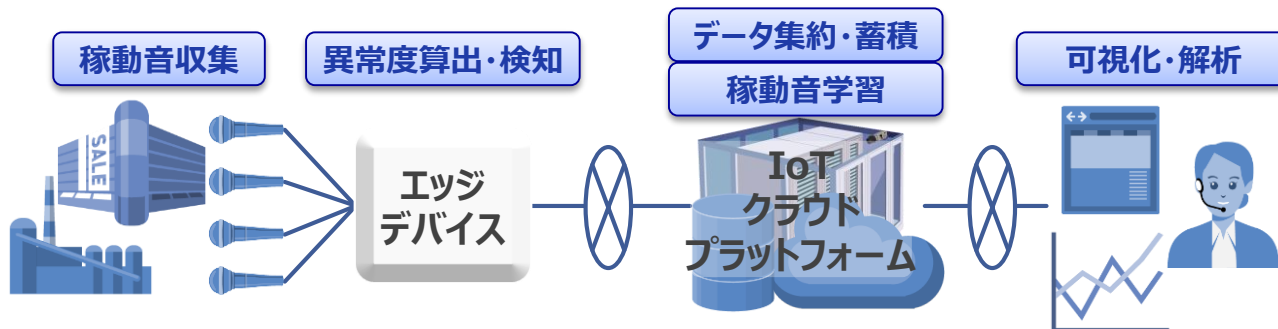 稼動音収集
異常度算出・検知
データ集約・蓄積
稼動音学習
可視化・解析
SALE
エッジ
デバイス
IoT
クラウド
プラットフォーム